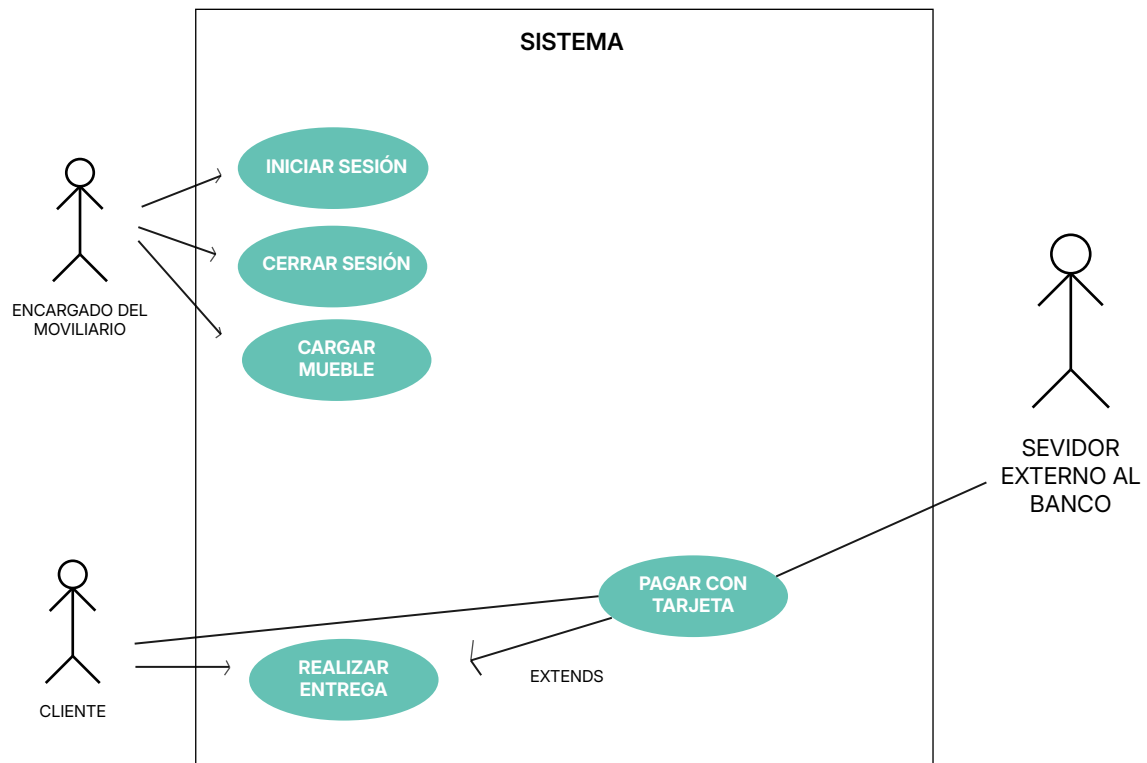 SISTEMA
INICIAR SESIÓN
CERRAR SESIÓN
ENCARGADO DEL
MOVILIARIO
CARGAR
MUEBLE
SEVIDOR
EXTERNO AL
BANCO
PAGAR CON
TARJETA
REALIZAR
ENTREGA
EXTENDS
CLIENTE